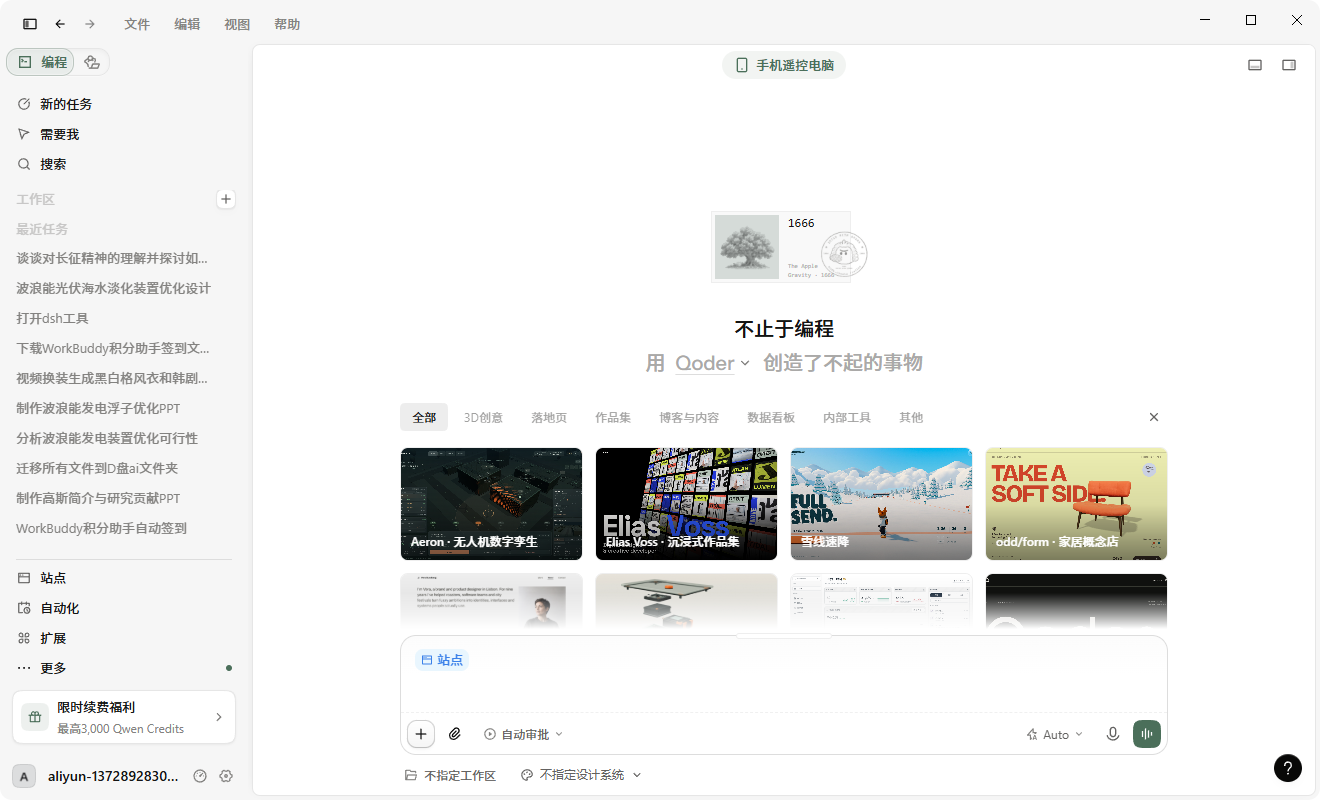 文件 编辑 视图 帮助
编程
手机遥控电脑
新的任务
需要我
搜索
工作区
最近任务
谈谈对长征精神的理解并探讨如...
波浪能光伏海水淡化装置优化设计
打开dsh工具
下载WorkBuddy积分助手签到文...
视频换装生成黑白格风衣和韩剧...
制作波浪能发电浮子优化PPT
分析波浪能发电装置优化可行性
迁移所有文件到D盘ai文件夹
制作高斯简介与研究贡献PPT
WorkBuddy积分助手自动签到
站点
自动化
扩展
更多
限时续费福利
最高3,000 Qwen Credits
A aliyun-1372892830...
1666
The Apple
Gravity · 1666
不止于编程
用 Qoder 创造了不起的事物
全部 3D创意 落地页 作品集 博客与内容 数据看板 内部工具 其他
Aeron · 无人机数字孪生
Elias Voss
Elias Voss · 沉浸式作品集
FULL
SEND.
雪线速降
TAKE A
SOFT SIDE
odd/form · 家居概念店
站点
自动审批
Auto
不指定工作区 不指定设计系统
?